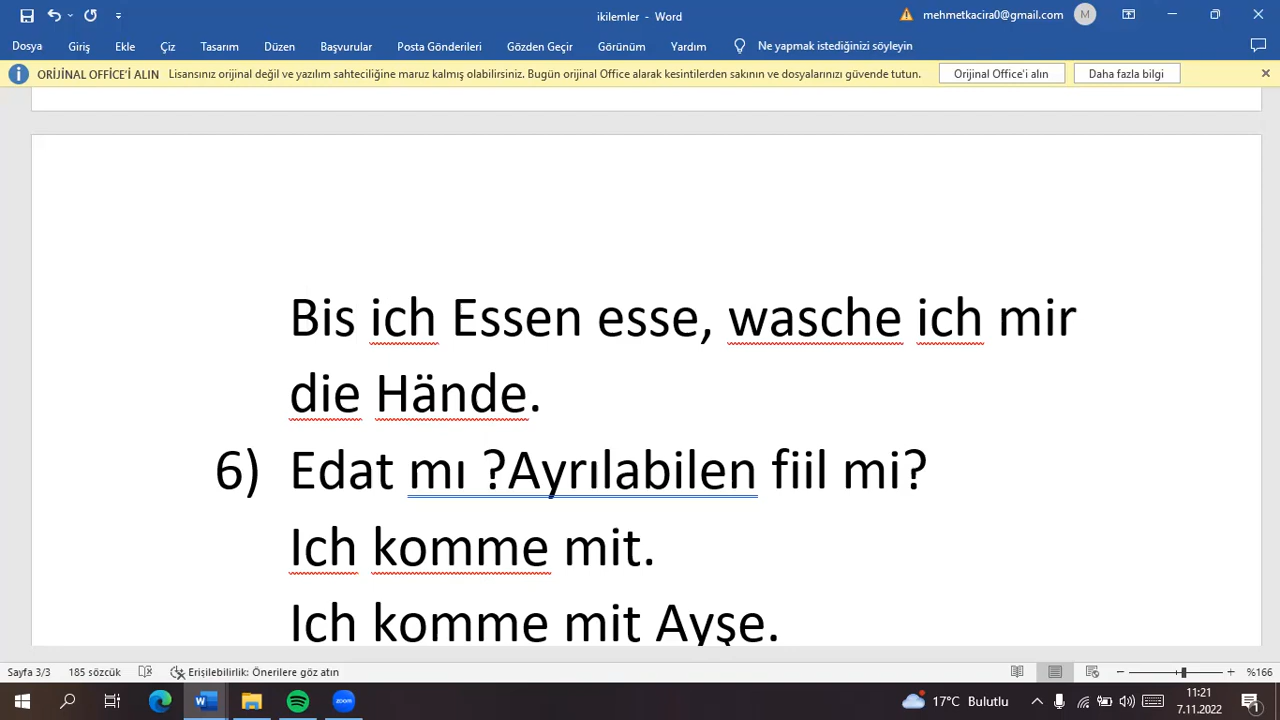 ikilemler - Word
mehmetkacira0@gmail.com
M
Dosya Giriş Ekle Çiz Tasarım Düzen Başvurular Posta Gönderileri Gözden Geçir Görünüm Yardım Ne yapmak istediğinizi söyleyin
ORİJİNAL OFFICE'İ ALIN Lisansınız orijinal değil ve yazılım sahteciliğine maruz kalmış olabilirsiniz. Bugün orijinal Office alarak kesintilerden sakının ve dosyalarınızı güvende tutun. Orijinal Office'i alın Daha fazla bilgi
Bis ich Essen esse, wasche ich mir
die Hände.
6) Edat mı ?Ayrılabilen fiil mi?
Ich komme mit.
Ich komme mit Ayşe.
Sayfa 3/3 185 sözcük Erişilebilirlik: Önerilere göz atın %166
zoom 17°C Bulutlu 11:21
7.11.2022 1